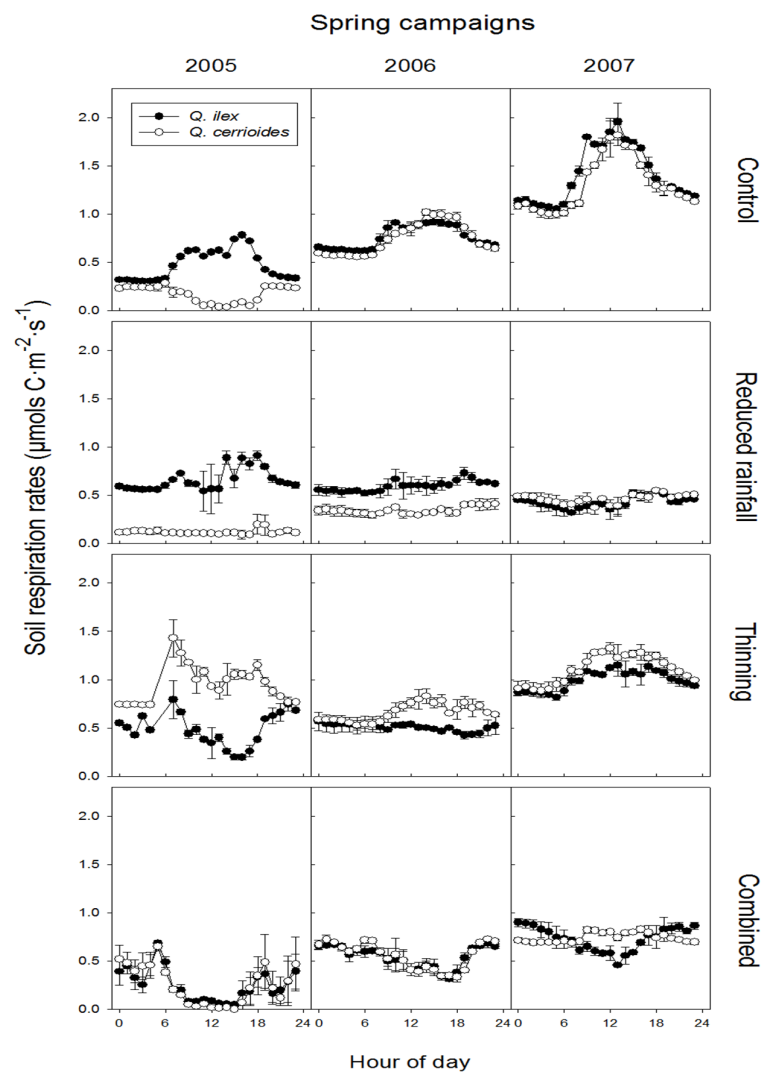 Spring campaigns
2005 2006 2007
Q. ilex
Q. cerrioides
2.0
1.5
1.0
0.5
0.0
Control
2.0
1.5
1.0
0.5
0.0
Reduced rainfall
Soil respiration rates (μmols C·m-2·s-1)
2.0
1.5
1.0
0.5
0.0
Thinning
2.0
1.5
1.0
0.5
0.0
Combined
0 6 12 18 0 6 12 18 0 6 12 18 24
Hour of day